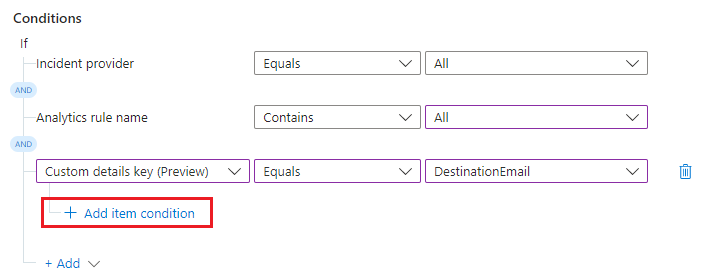 Conditions
If
Incident provider Equals All
AND
Analytics rule name Contains All
AND
Custom details key (Preview) Equals DestinationEmail
+ Add item condition
+ Add